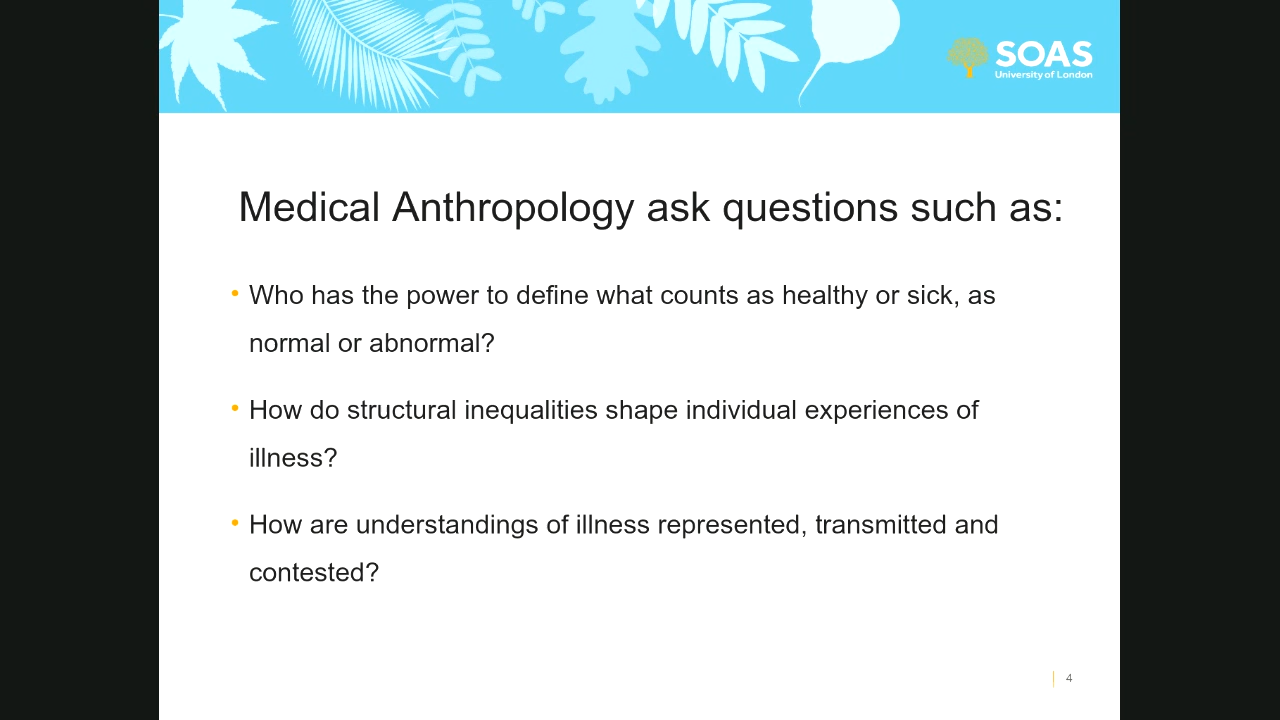 SOAS
University of London
Medical Anthropology ask questions such as:
• Who has the power to define what counts as healthy or sick, as
normal or abnormal?
• How do structural inequalities shape individual experiences of
illness?
• How are understandings of illness represented, transmitted and
contested?
4